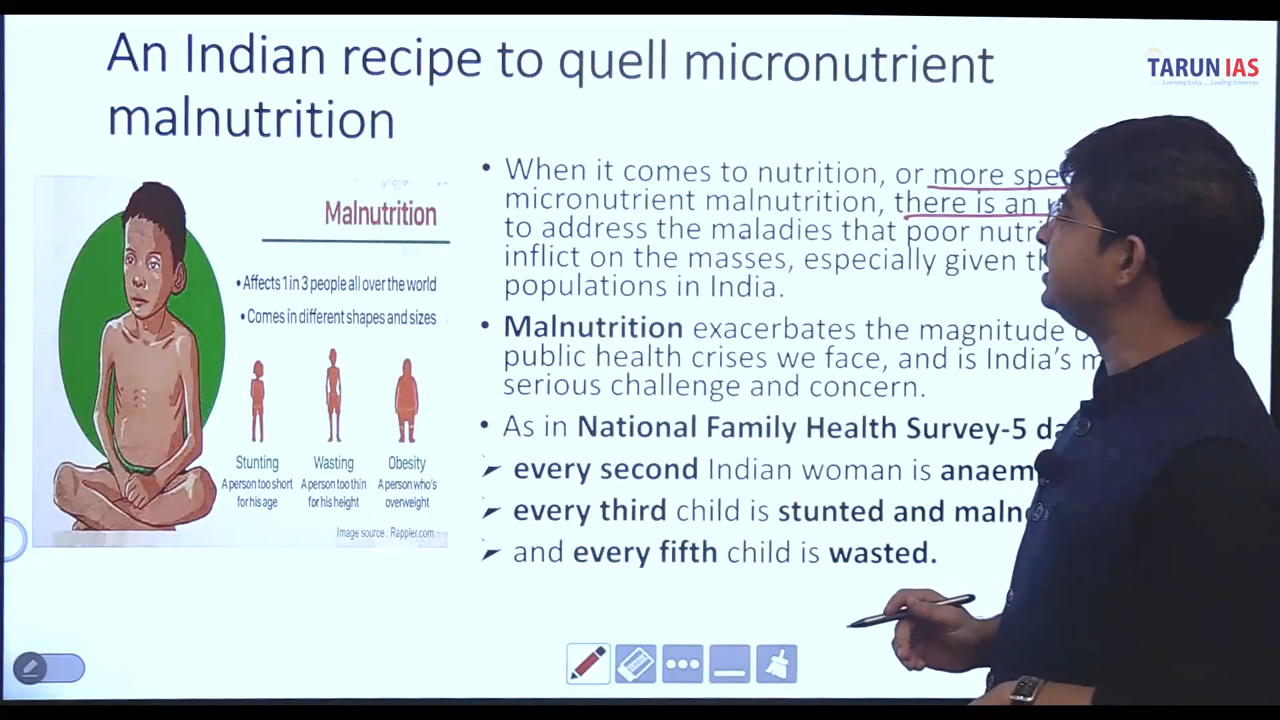 An Indian recipe to quell micronutrient
malnutrition
TARUN IAS
Learning today ... Leading tomorrow
Malnutrition
• Affects 1 in 3 people all over the world
• Comes in different shapes and sizes
Stunting
A person too short
for his age
Wasting
A person too thin
for his height
Obesity
A person who's
overweight
Image source : Rappler.com
• When it comes to nutrition, or more
micronutrient malnutrition, there is an
to address the maladies that poor
inflict on the masses, especially given
populations in India.
• Malnutrition exacerbates the magnitude
public health crises we face, and is India's
serious challenge and concern.
• As in National Family Health Survey-5
➢ every second Indian woman is
➢ every third child is stunted and
➢ and every fifth child is wasted.